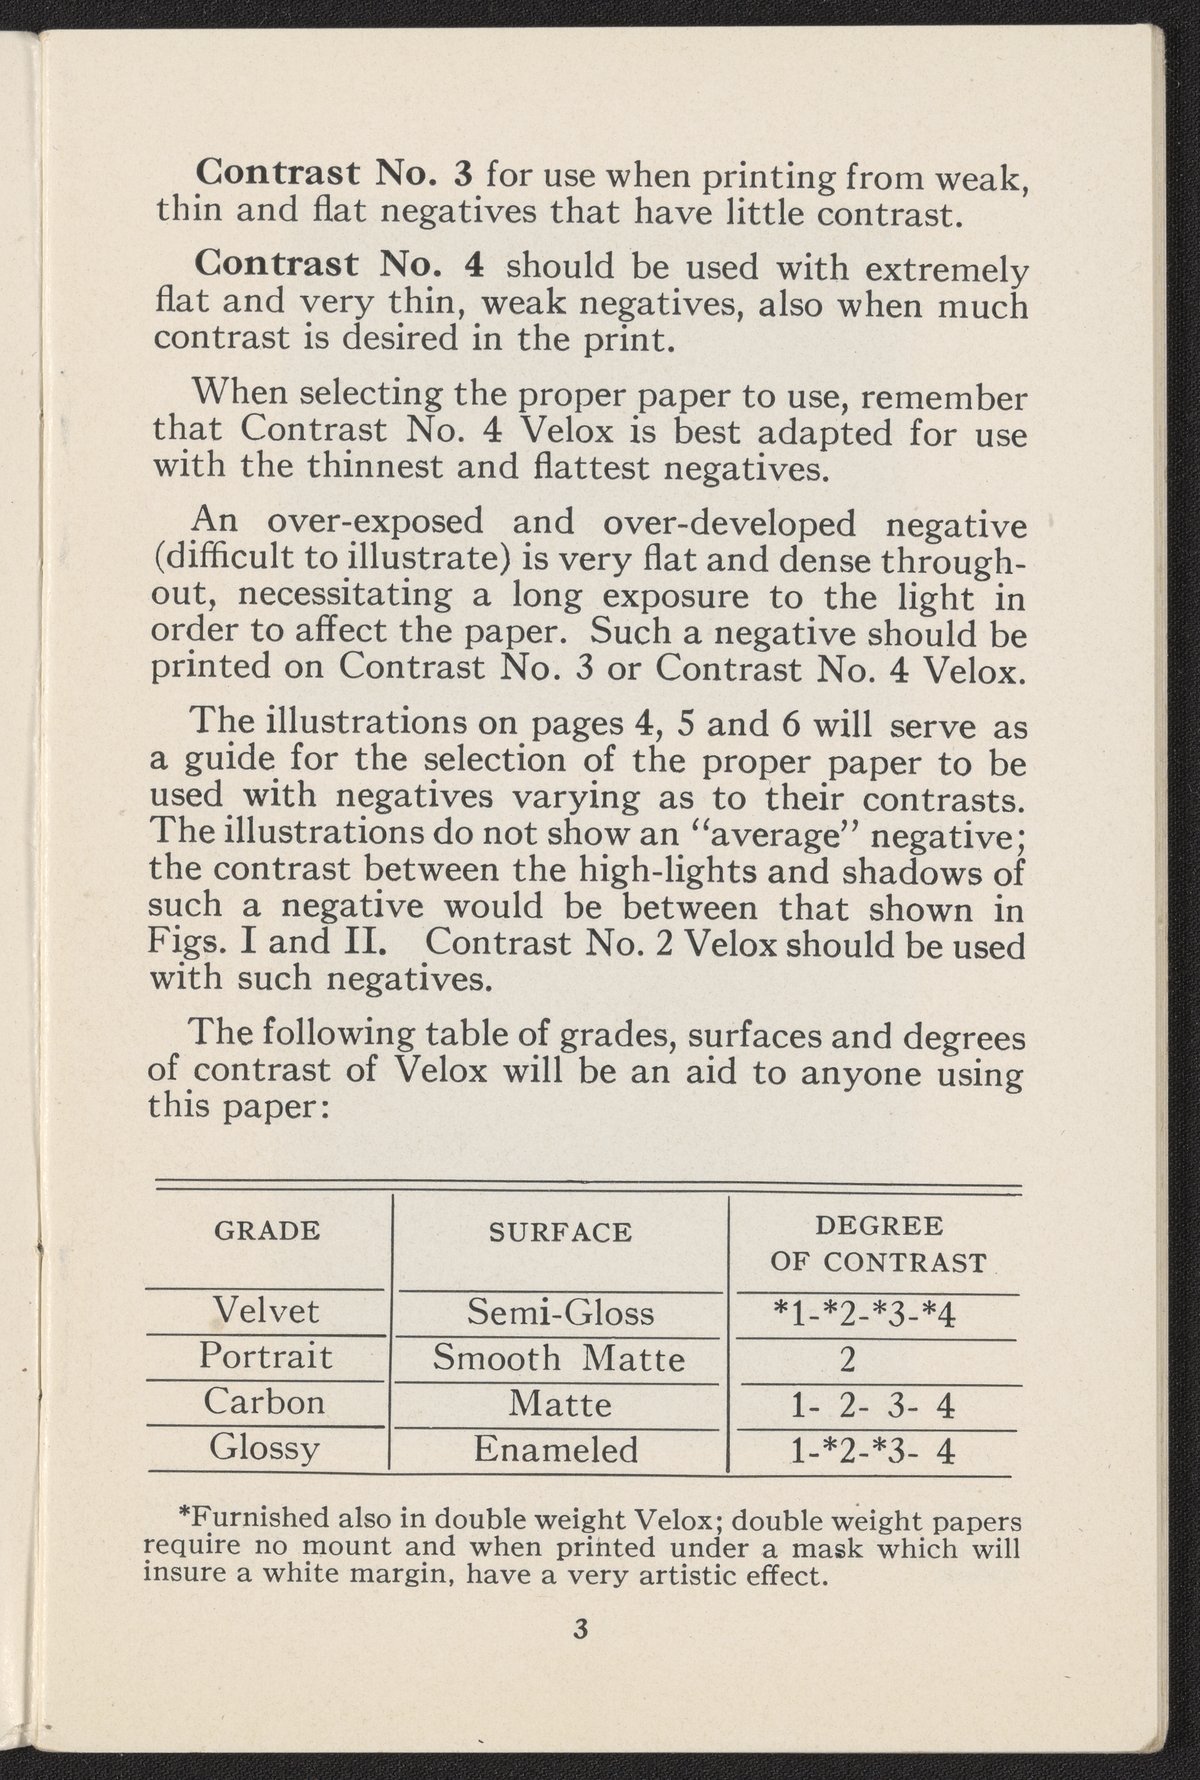 Contrast No. 3 for use when printing from weak,
thin and flat negatives that have little contrast.
Contrast No. 4 should be used with extremely
flat and very thin, weak negatives, also when much
contrast is desired in the print.
When selecting the proper paper to use, remember
that Contrast No. 4 Velox is best adapted for use
with the thinnest and flattest negatives.
An over-exposed and over-developed negative
(difficult to illustrate) is very flat and dense through-
out, necessitating a long exposure to the light in
order to affect the paper. Such a negative should be
printed on Contrast No. 3 or Contrast No. 4 Velox.
The illustrations on pages 4, 5 and 6 will serve as
a guide for the selection of the proper paper to be
used with negatives varying as to their contrasts.
The illustrations do not show an “average” negative;
the contrast between the high-lights and shadows of
such a negative would be between that shown in
Figs. I and II. Contrast No. 2 Velox should be used
with such negatives.
The following table of grades, surfaces and degrees
of contrast of Velox will be an aid to anyone using
this paper:
GRADE SURFACE DEGREE
OF CONTRAST
Velvet Semi-Gloss *1-*2-*3-*4
Portrait Smooth Matte 2
Carbon Matte 1- 2- 3- 4
Glossy Enameled 1-*2-*3- 4
*Furnished also in double weight Velox; double weight papers
require no mount and when printed under a mask which will
insure a white margin, have a very artistic effect.
3